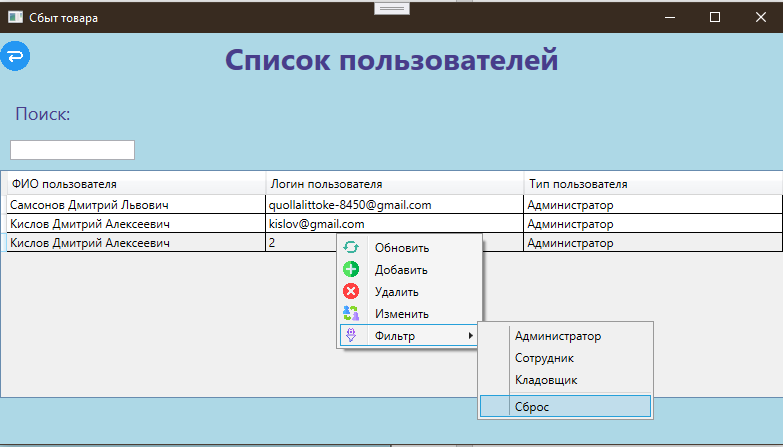 Сбыт товара
Список пользователей
Поиск:
ФИО пользователя Логин пользователя Тип пользователя
Самсонов Дмитрий Львович quollalittoke-8450@gmail.com Администратор
Кислов Дмитрий Алексеевич kislov@gmail.com Администратор
Кислов Дмитрий Алексеевич 2 Администратор
Обновить
Добавить
Удалить
Изменить
Фильтр
Администратор
Сотрудник
Кладовщик
Сброс